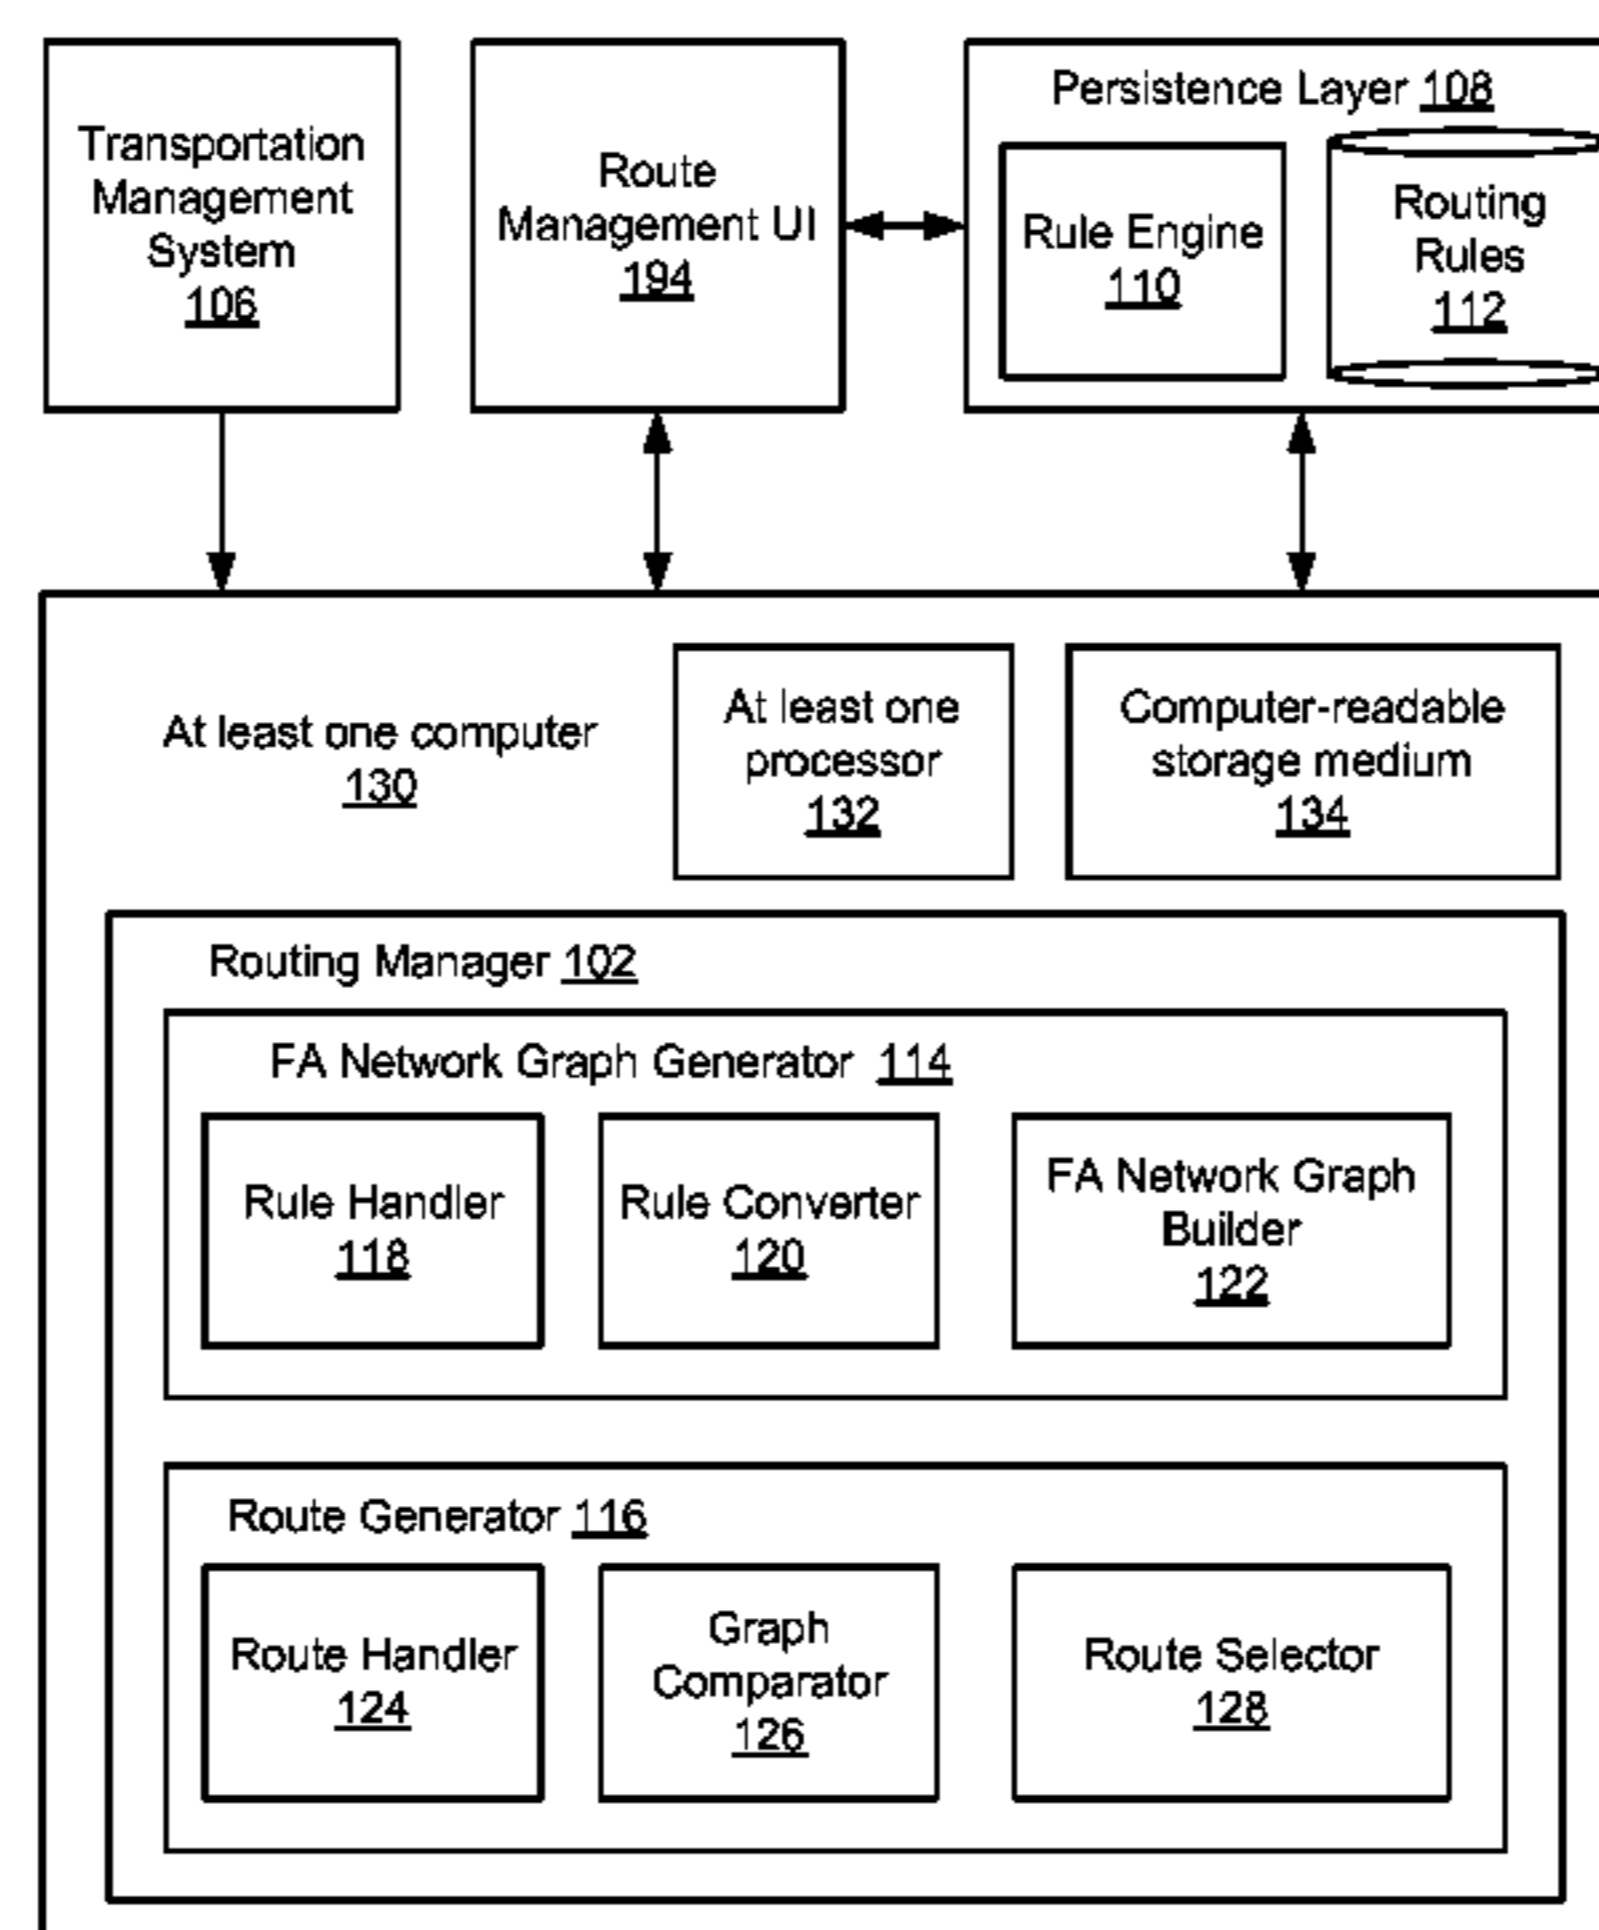 Transportation
Management
System
106
Route
Management UI
194
Persistence Layer 108
Rule Engine
110
Routing
Rules
112
At least one computer
130
At least one
processor
132
Computer-readable
storage medium
134
Routing Manager 102
FA Network Graph Generator 114
Rule Handler
118
Rule Converter
120
FA Network Graph
Builder
122
Route Generator 116
Route Handler
124
Graph
Comparator
126
Route Selector
128